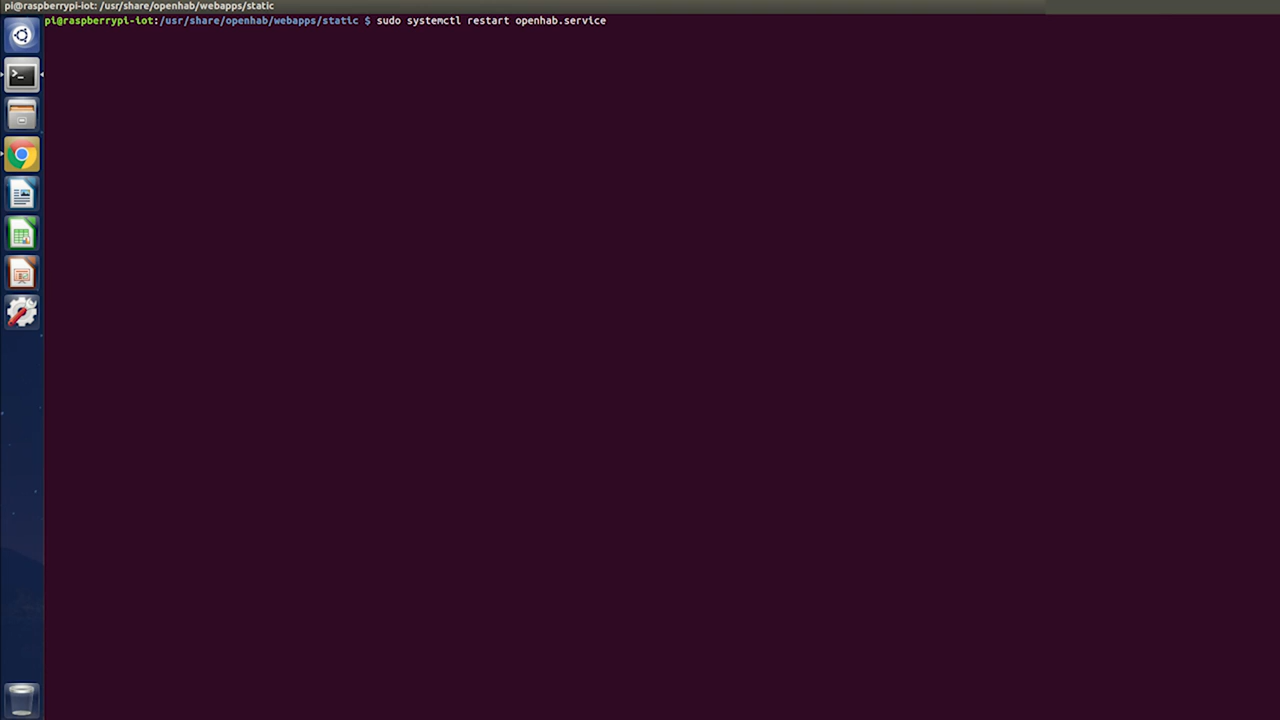 pi@raspberrypi-iot: /usr/share/openhab/webapps/static
pi@raspberrypi-iot:/usr/share/openhab/webapps/static $ sudo systemctl restart openhab.service